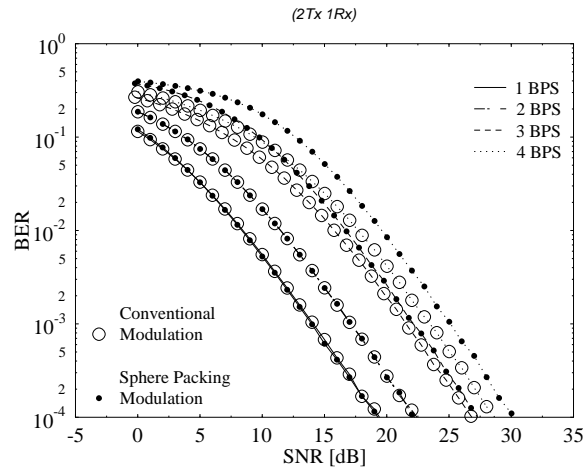 (2Tx 1Rx)
10^0
5
2
10^-1
5
2
10^-2
5
2
10^-3
5
2
10^-4
BER
1 BPS
2 BPS
3 BPS
4 BPS
Conventional
Modulation
Sphere Packing
Modulation
-5 0 5 10 15 20 25 30 35
SNR [dB]